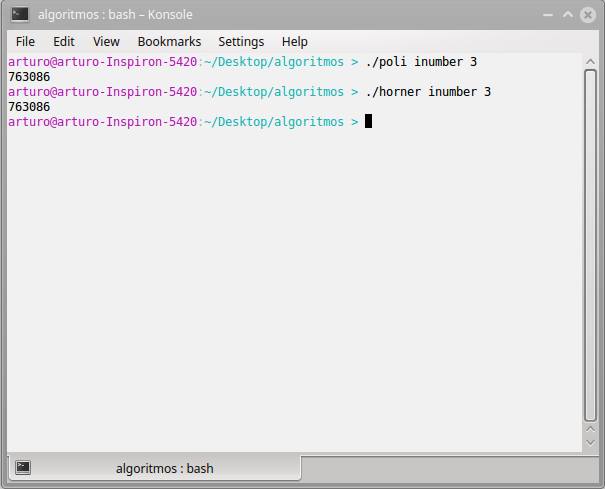 algoritmos : bash – Konsole
File Edit View Bookmarks Settings Help
arturo@arturo-Inspiron-5420:~/Desktop/algoritmos > ./poli inumber 3
763086
arturo@arturo-Inspiron-5420:~/Desktop/algoritmos > ./horner inumber 3
763086
arturo@arturo-Inspiron-5420:~/Desktop/algoritmos >
algoritmos : bash